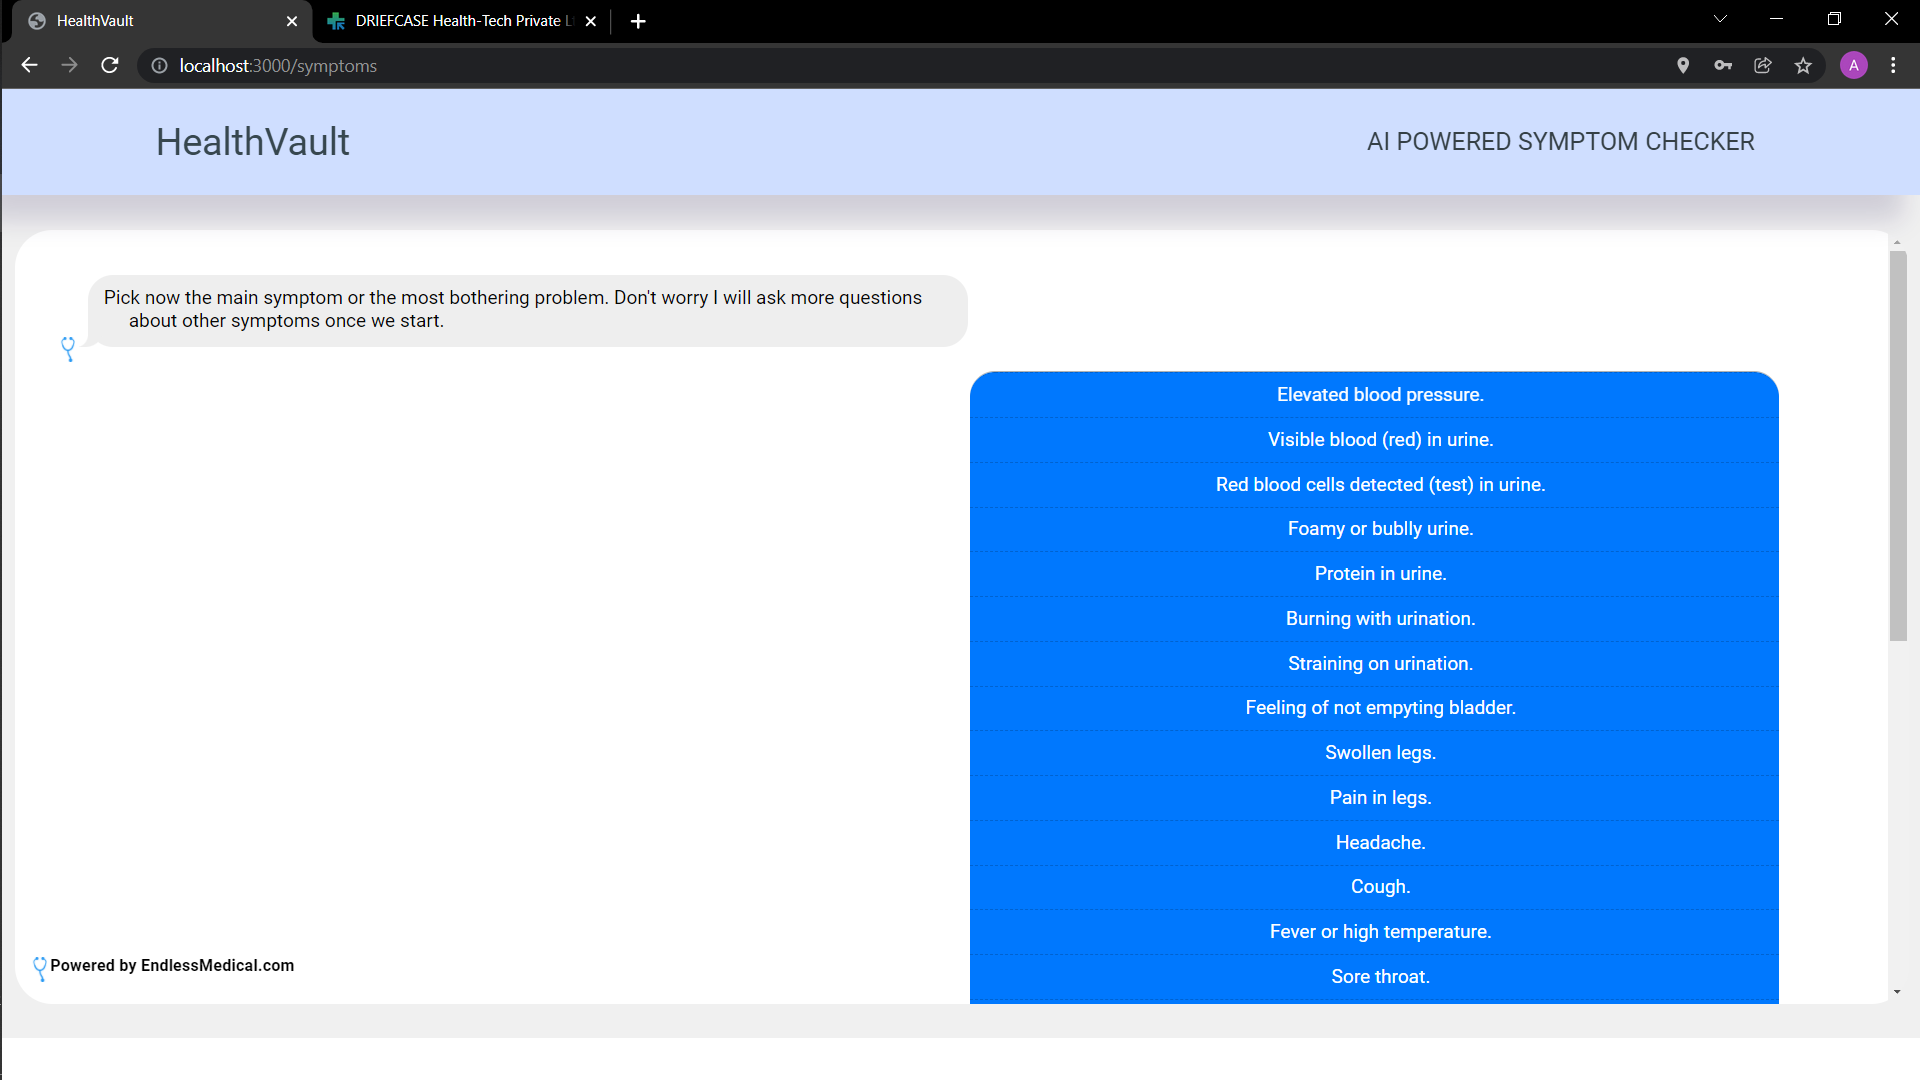 HealthVault
DRIEFCASE Health-Tech Private L
localhost:3000/symptoms
A
HealthVault
AI POWERED SYMPTOM CHECKER
Pick now the main symptom or the most bothering problem. Don't worry I will ask more questions
about other symptoms once we start.
Elevated blood pressure.
Visible blood (red) in urine.
Red blood cells detected (test) in urine.
Foamy or bublly urine.
Protein in urine.
Burning with urination.
Straining on urination.
Feeling of not empyting bladder.
Swollen legs.
Pain in legs.
Headache.
Cough.
Fever or high temperature.
Sore throat.
Powered by EndlessMedical.com